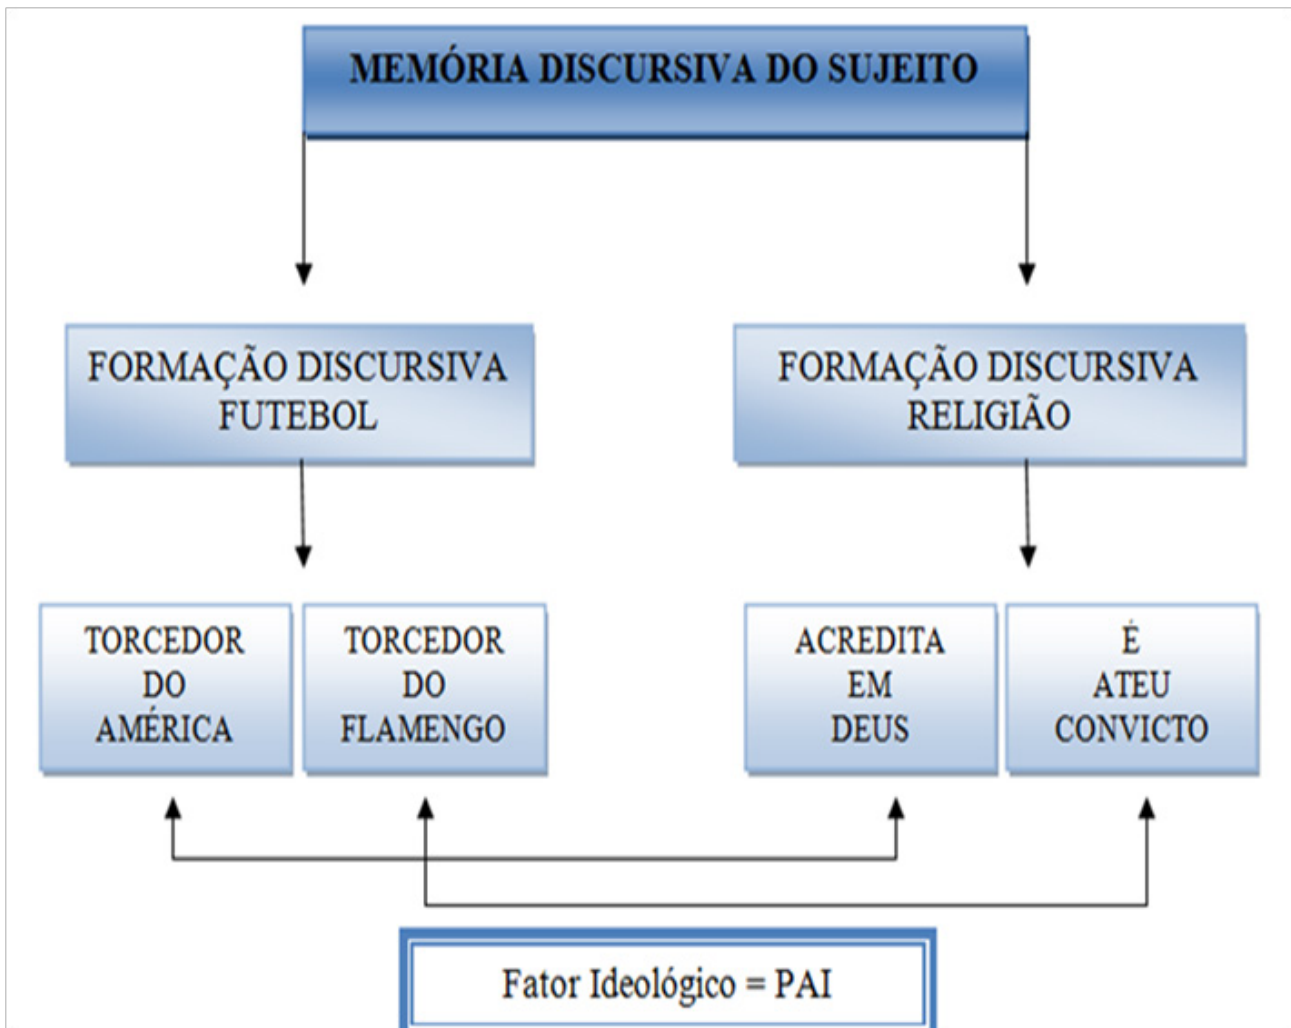 MEMÓRIA DISCURSIVA DO SUJEITO
FORMAÇÃO DISCURSIVA
FUTEBOL
FORMAÇÃO DISCURSIVA
RELIGIÃO
TORCEDOR
DO
AMÉRICA
TORCEDOR
DO
FLAMENGO
ACREDITA
EM
DEUS
É
ATEU
CONVICTO
Fator Ideológico = PAI